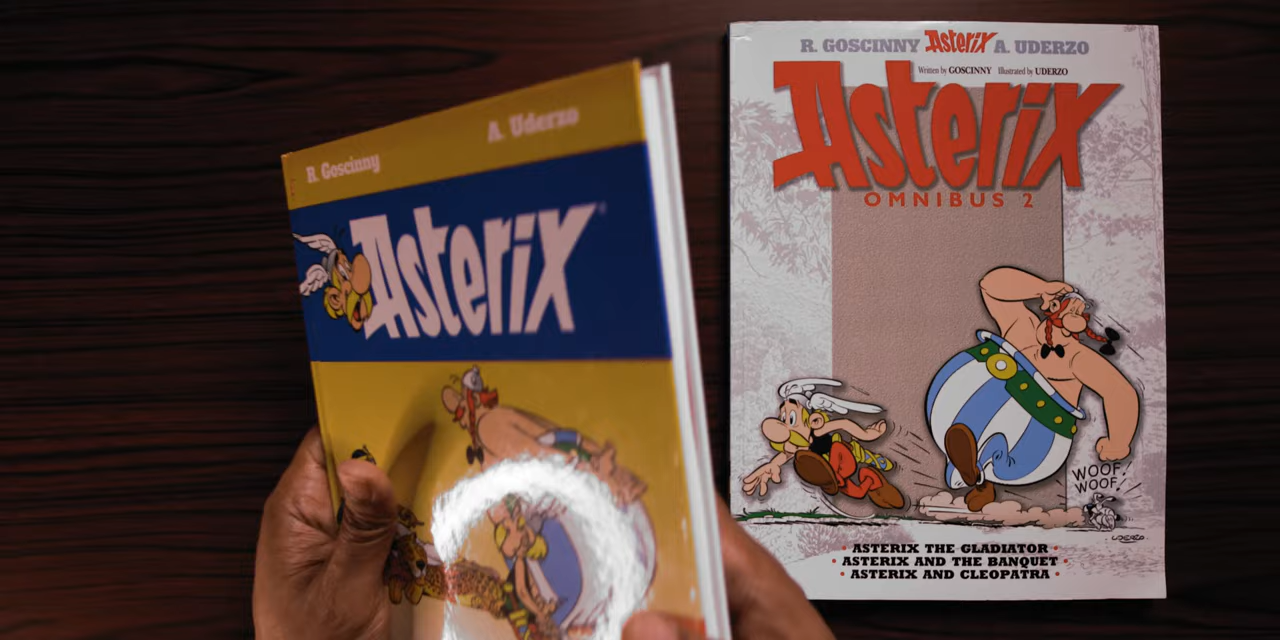 R. Goscinny
A. Uderzo
Asterix
R. GOSCINNY Asterix A. UDERZO
Written by GOSCINNY Illustrated by UDERZO
Asterix
OMNIBUS 2
WOOF!
WOOF!
UDERZO
• ASTERIX THE GLADIATOR •
• ASTERIX AND THE BANQUET •
• ASTERIX AND CLEOPATRA •